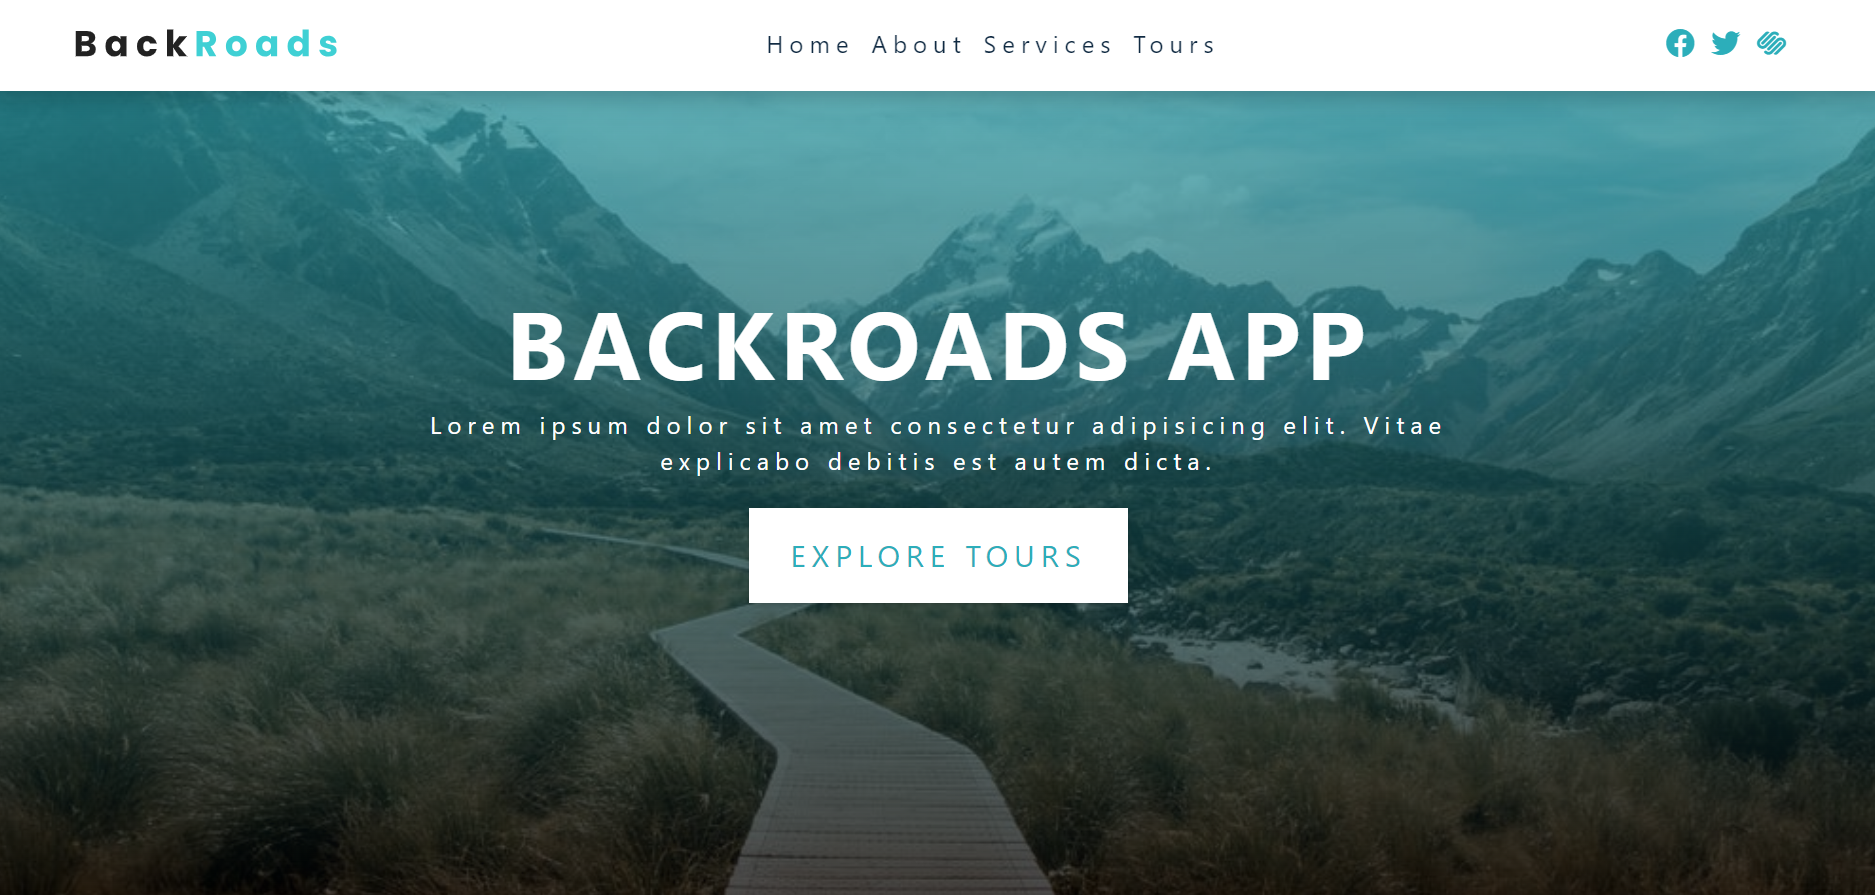 BackRoads
Home About Services Tours
BACKROADS APP
Lorem ipsum dolor sit amet consectetur adipisicing elit. Vitae
explicabo debitis est autem dicta.
EXPLORE TOURS